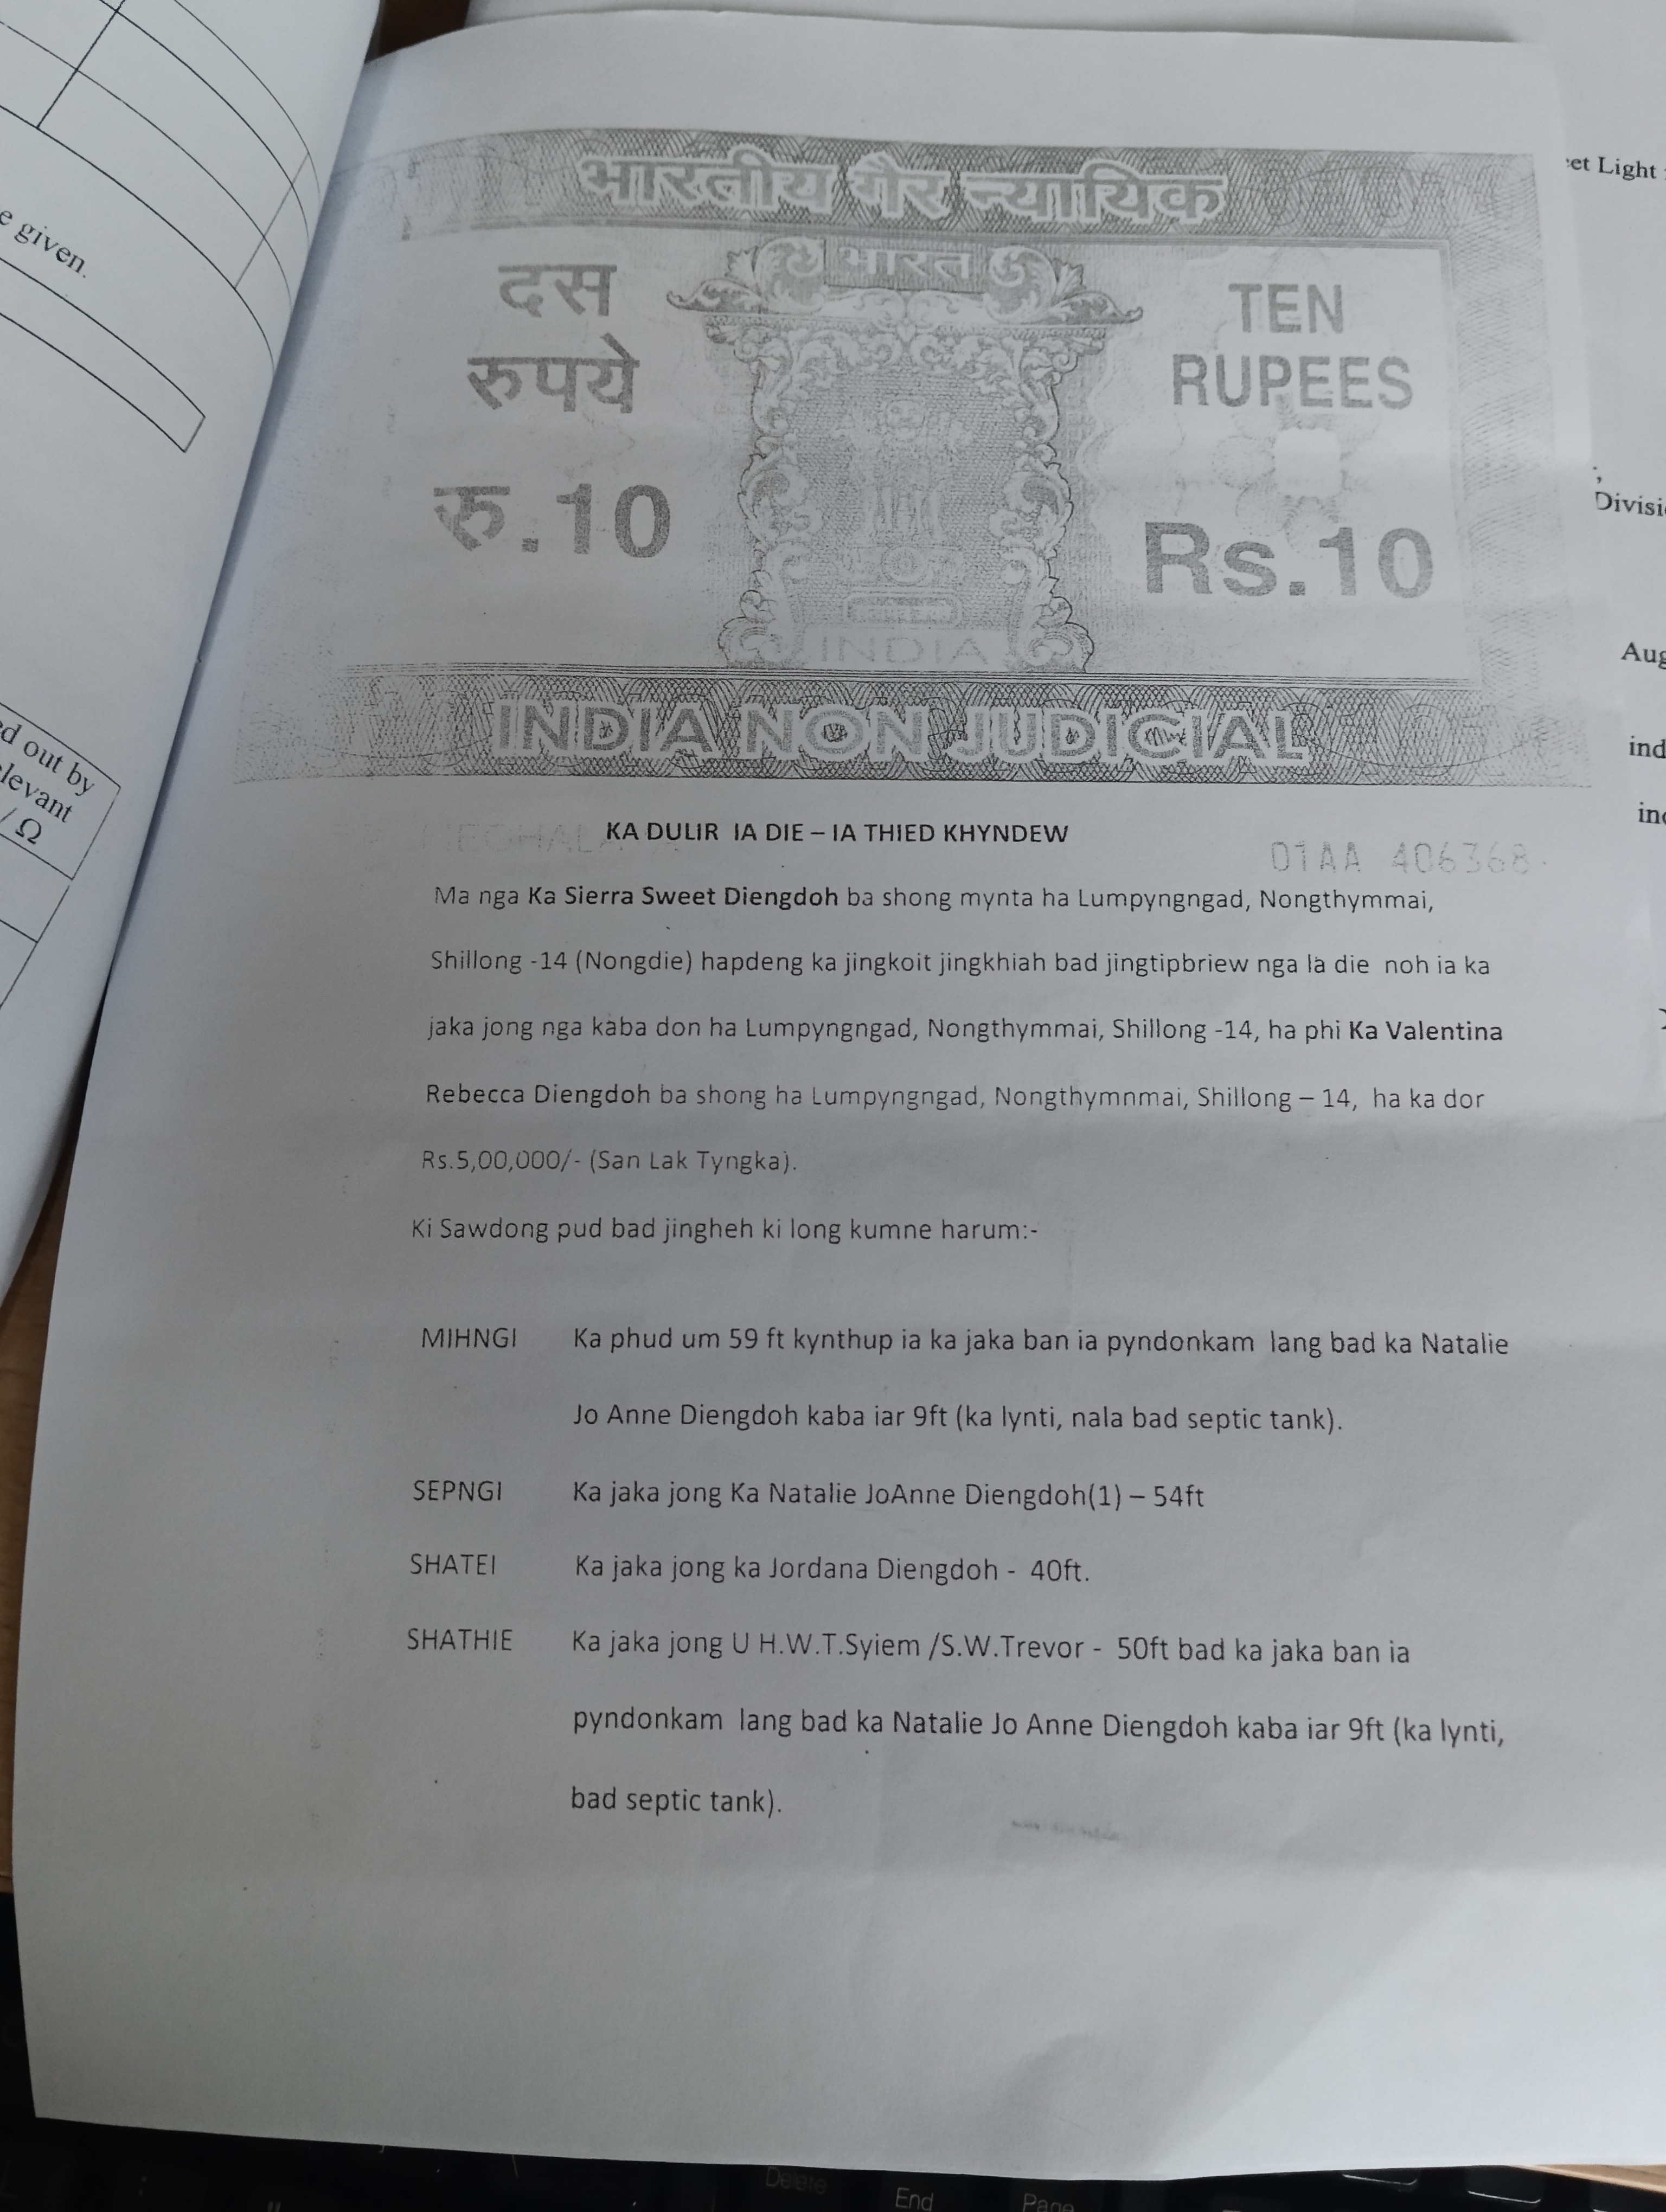 e given.
d out by
levant
/ Ω
भारतीय गैर न्यायिक
भारत
दस
रुपये
रु.10
TEN
RUPEES
Rs.10
INDIA
INDIA NON JUDICIAL
KA DULIR IA DIE – IA THIED KHYNDEW
01AA 406368
Ma nga Ka Sierra Sweet Diengdoh ba shong mynta ha Lumpyngngad, Nongthymmai,
Shillong -14 (Nongdie) hapdeng ka jingkoit jingkhiah bad jingtipbriew nga la die noh ia ka
jaka jong nga kaba don ha Lumpyngngad, Nongthymmai, Shillong -14, ha phi Ka Valentina
Rebecca Diengdoh ba shong ha Lumpyngngad, Nongthymnmai, Shillong – 14, ha ka dor
Rs.5,00,000/- (San Lak Tyngka).
Ki Sawdong pud bad jingheh ki long kumne harum:-
MIHNGI Ka phud um 59 ft kynthup ia ka jaka ban ia pyndonkam lang bad ka Natalie
Jo Anne Diengdoh kaba iar 9ft (ka lynti, nala bad septic tank).
SEPNGI Ka jaka jong Ka Natalie JoAnne Diengdoh(1) – 54ft
SHATEI Ka jaka jong ka Jordana Diengdoh - 40ft.
SHATHIE Ka jaka jong U H.W.T.Syiem /S.W.Trevor - 50ft bad ka jaka ban ia
pyndonkam lang bad ka Natalie Jo Anne Diengdoh kaba iar 9ft (ka lynti,
bad septic tank).
et Light
Divisi
Aug
ind
Delete
End
Page